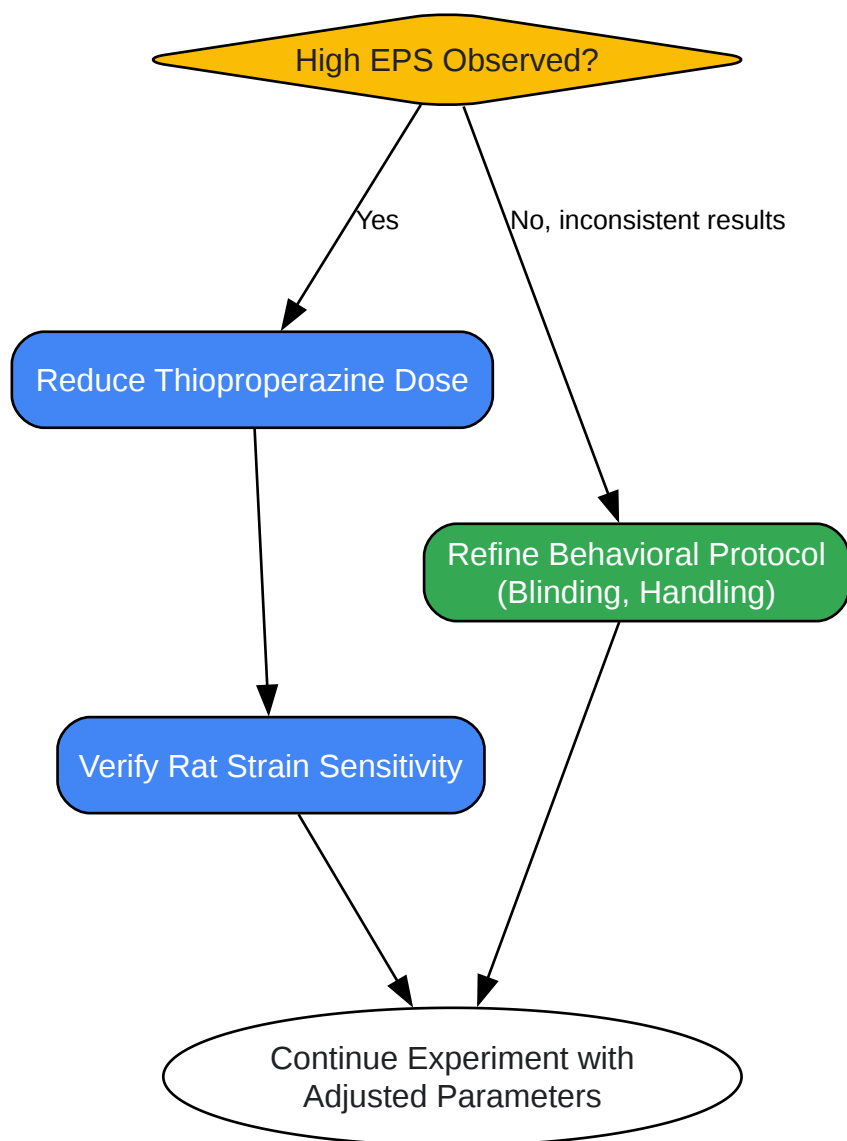 High EPS Observed?
Yes
No, inconsistent results
Reduce Thioproperazine Dose
Refine Behavioral Protocol
(Blinding, Handling)
Verify Rat Strain Sensitivity
Continue Experiment with
Adjusted Parameters